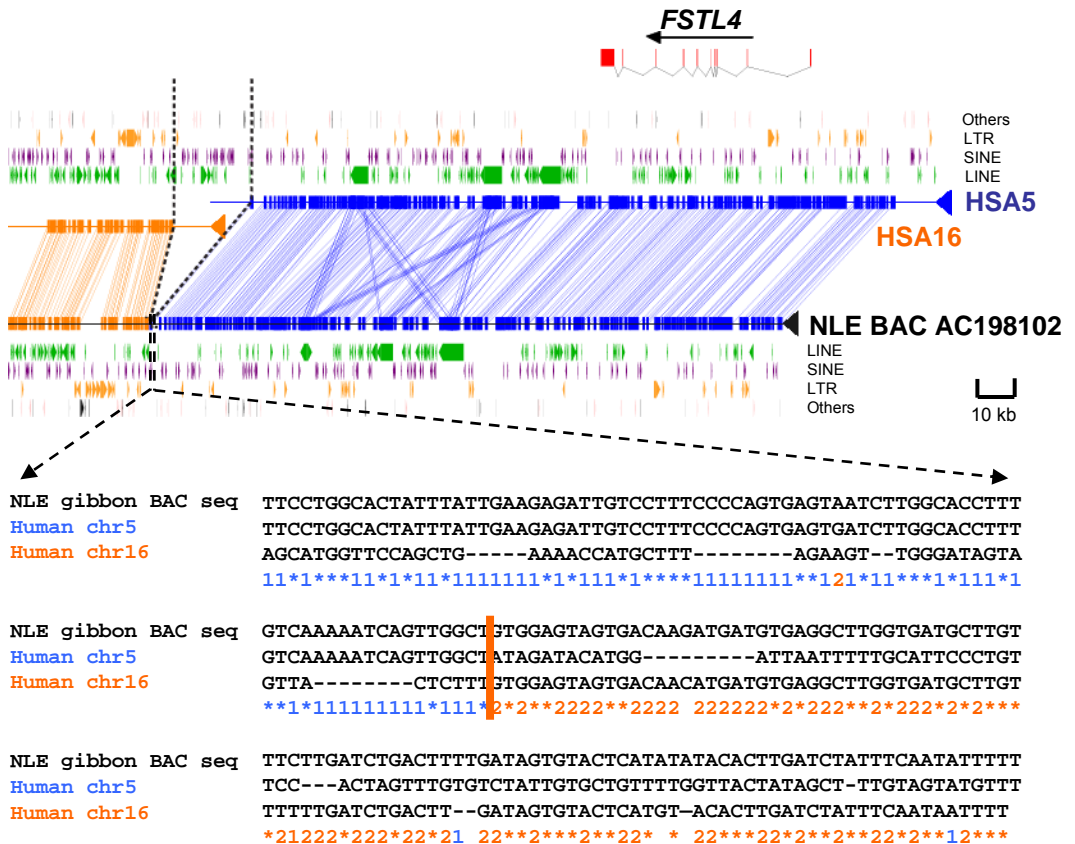 FSTL4
Others
LTR
SINE
LINE
HSA5
HSA16
NLE BAC AC198102
LINE
SINE
LTR
Others
10 kb
NLE gibbon BAC seq TTCCTGGCACTATTTATTGAAGAGATTGTCCTTTCCCCAGTGAGTAATCTTGGCACCTTT
Human chr5 TTCCTGGCACTATTTATTGAAGAGATTGTCCTTTCCCCAGTGAGTGATCTTGGCACCTTT
Human chr16 AGCATGGTTCCAGCTG-----AAAACCATGCTTT--------AGAAGT--TGGGATAGTA
11*1***11*1*11*11111111*1*111*1****11111111**121*11***1*111*1
NLE gibbon BAC seq GTCAAAAATCAGTTGGCTGTGGAGTAGTGACAAGATGATGTGAGGCTTGGTGATGCTTGT
Human chr5 GTCAAAAATCAGTTGGCTATAGATACATGG---------ATTAATTTTTGCATTCCCTGT
Human chr16 GTTA--------CTCTTTGTGGAGTAGTGACAACATGATGTGAGGCTTGGTGATGCTTGT
**1*1111111111*111*2*2**2222**2222 222222*2*222**2*222*2*2***
NLE gibbon BAC seq TTCTTGATCTGACTTTTGATAGTGTACTCATATATACACTTGATCTATTTCAATATTTTT
Human chr5 TCC---ACTAGTTTGTGTCTATTGTGCTGTTTTGGTTACTATAGCT-TTGTAGTATGTTT
Human chr16 TTTTTGATCTGACTT--GATAGTGTACTCATGT—ACACTTGATCTATTTCAATAATTTT
*21222*222*22*21 22**2***2**22* * 22***22*2**22*22*2**12***